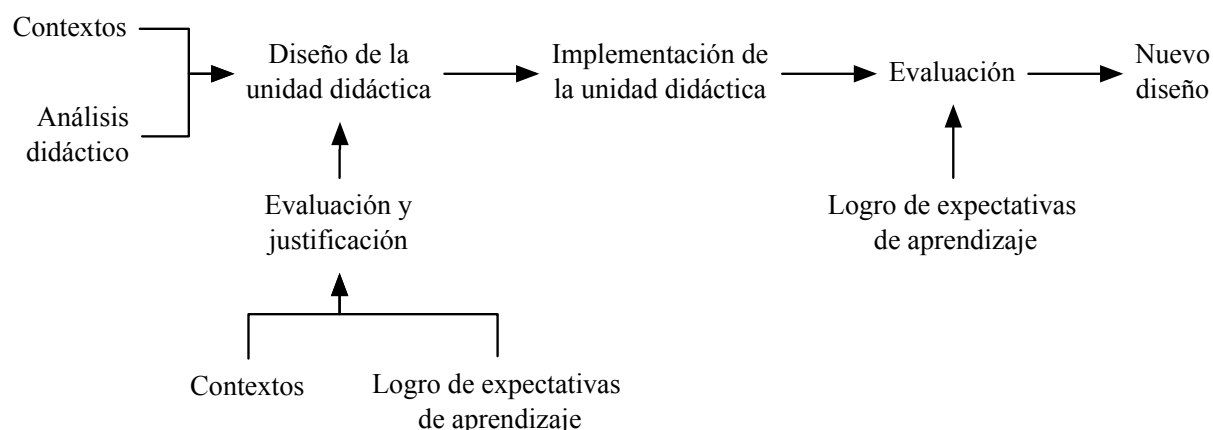 Contextos
Análisis
didáctico
Diseño de la
unidad didáctica
Implementación de
la unidad didáctica
Evaluación
Nuevo
diseño
Evaluación y
justificación
Logro de expectativas
de aprendizaje
Contextos
Logro de expectativas
de aprendizaje